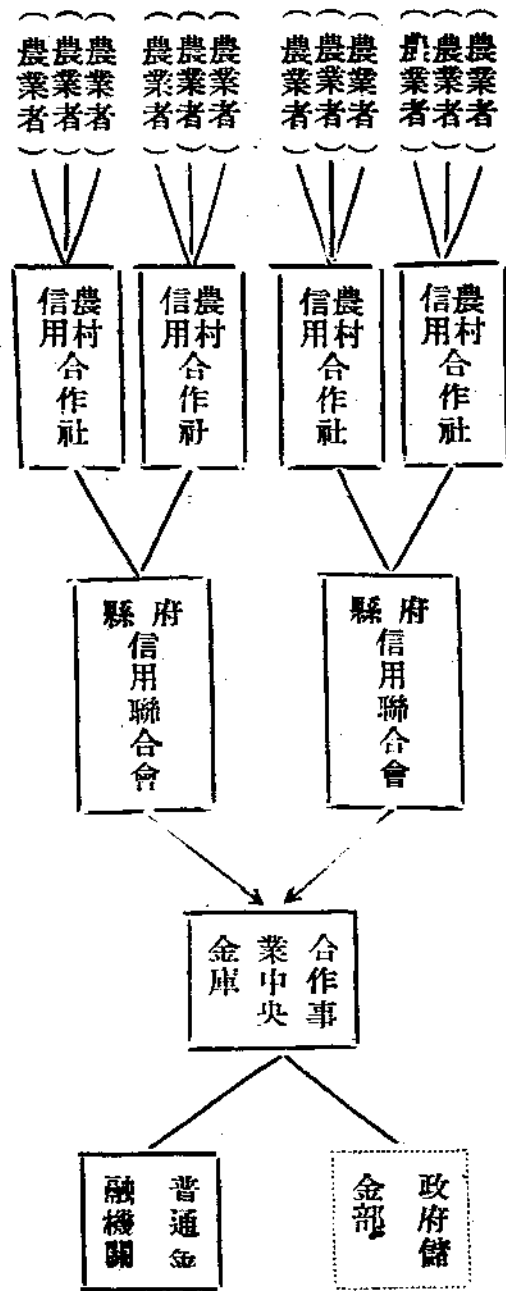 (農業者)
(農業者)
(農業者)
(農業者)
(農業者)
(農業者)
(農業者)
(農業者)
(農業者)
(農業者)
(農業者)
(農業者)
農村信用合作社
農村信用合作社
農村信用合作社
農村信用合作社
府縣信用聯合會
府縣信用聯合會
合作事
業中央
金庫
政府儲
金部
普通金
融機關